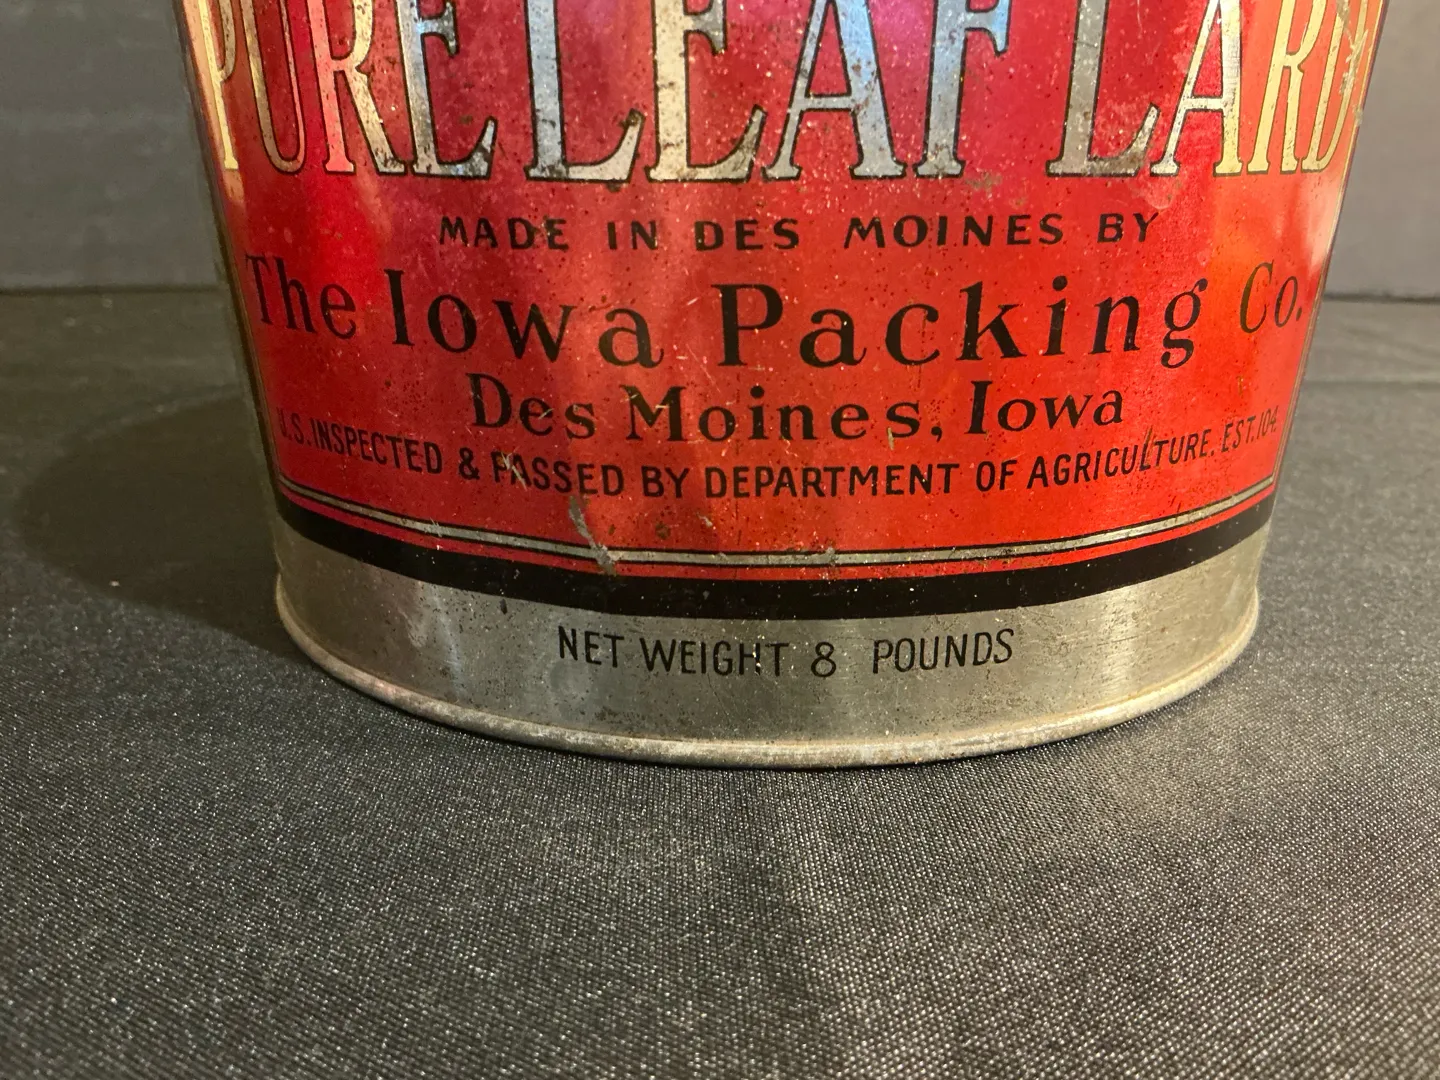 PURE LEAF LARD
MADE IN DES MOINES BY
The Iowa Packing Co.
Des Moines, Iowa
U.S. INSPECTED & PASSED BY DEPARTMENT OF AGRICULTURE. EST. 104.
NET WEIGHT 8 POUNDS